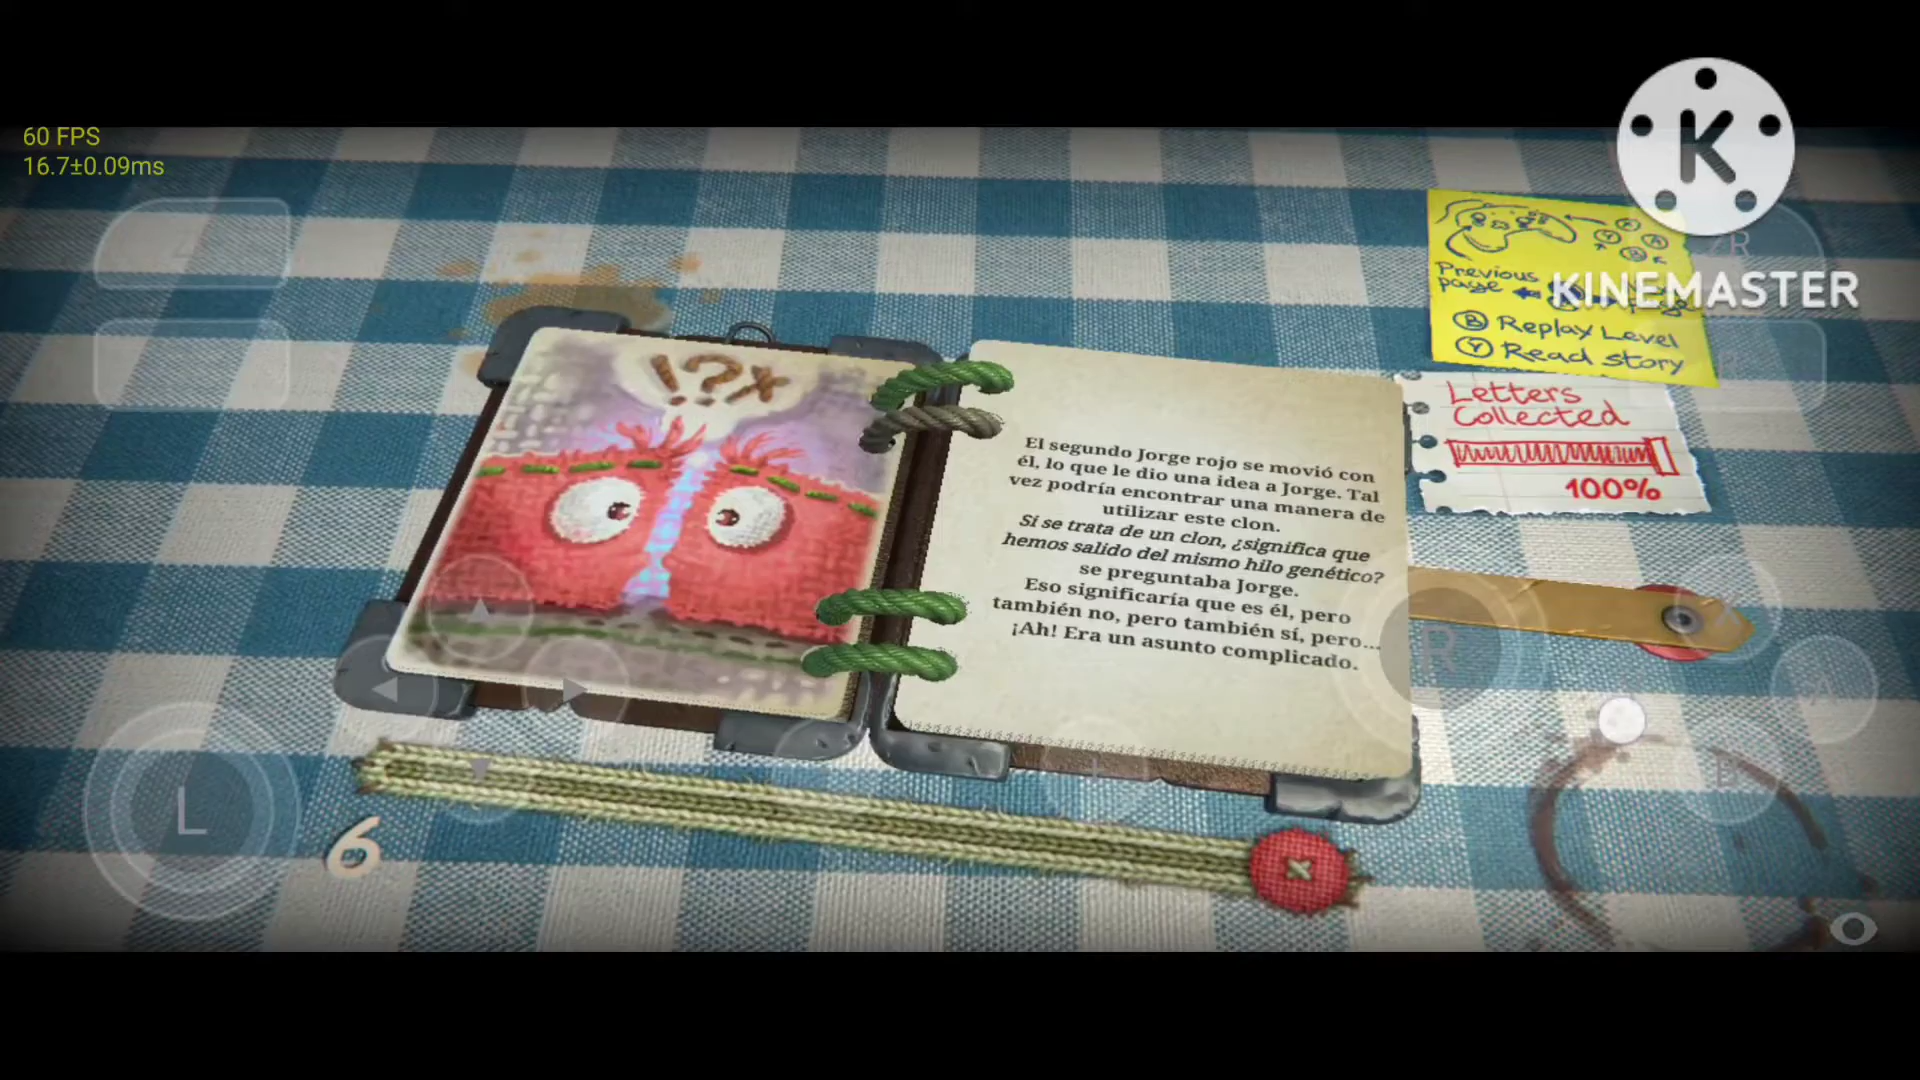 60 FPS
16.7±0.09ms
K
KINEMASTER
ZR
Previous
page
B Replay Level
Y Read story
Letters
Collected
100%
!?x
El segundo Jorge rojo se movió con
él, lo que le dio una idea a Jorge. Tal
vez podría encontrar una manera de
utilizar este clon.
Si se trata de un clon, ¿significa que
hemos salido del mismo hilo genético?
se preguntaba Jorge.
Eso significaría que es él, pero
también no, pero también sí, pero...
¡Ah! Era un asunto complicado.
R
L
6